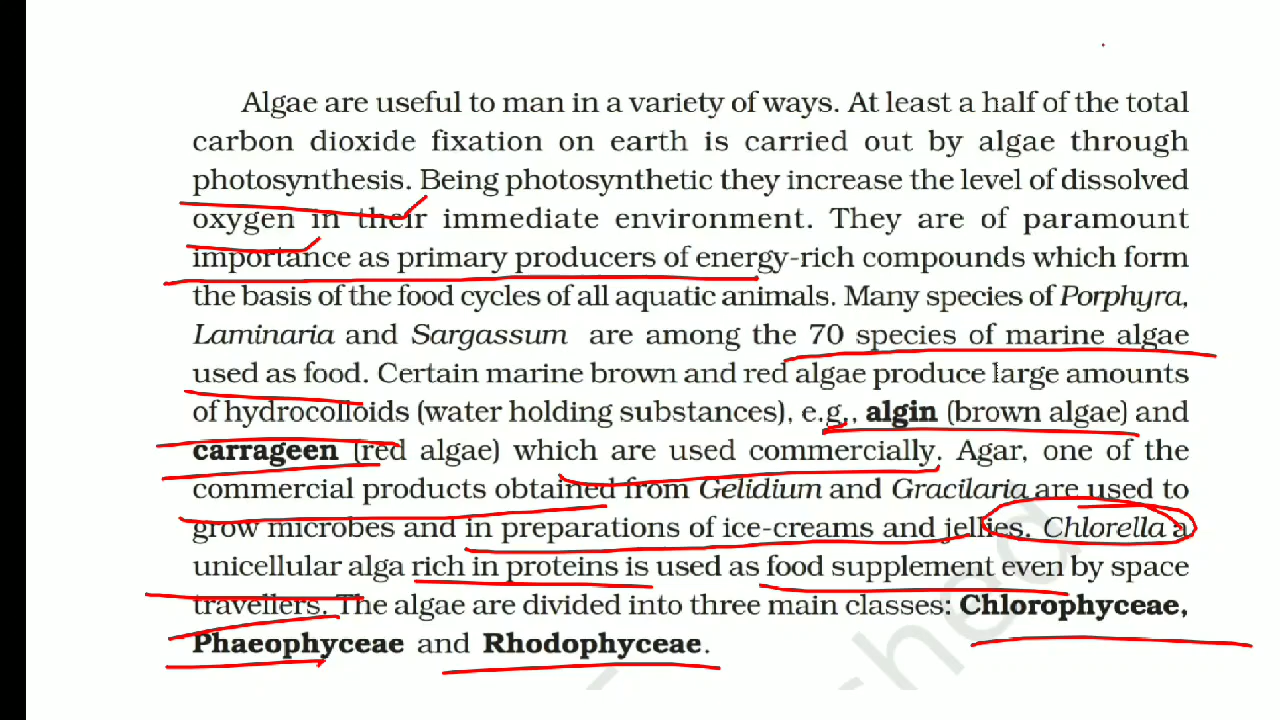 Algae are useful to man in a variety of ways. At least a half of the total
carbon dioxide fixation on earth is carried out by algae through
photosynthesis. Being photosynthetic they increase the level of dissolved
oxygen in their immediate environment. They are of paramount
importance as primary producers of energy-rich compounds which form
the basis of the food cycles of all aquatic animals. Many species of Porphyra,
Laminaria and Sargassum are among the 70 species of marine algae
used as food. Certain marine brown and red algae produce large amounts
of hydrocolloids (water holding substances), e.g., algin (brown algae) and
carrageen (red algae) which are used commercially. Agar, one of the
commercial products obtained from Gelidium and Gracilaria are used to
grow microbes and in preparations of ice-creams and jellies. Chlorella a
unicellular alga rich in proteins is used as food supplement even by space
travellers. The algae are divided into three main classes: Chlorophyceae,
Phaeophyceae and Rhodophyceae.